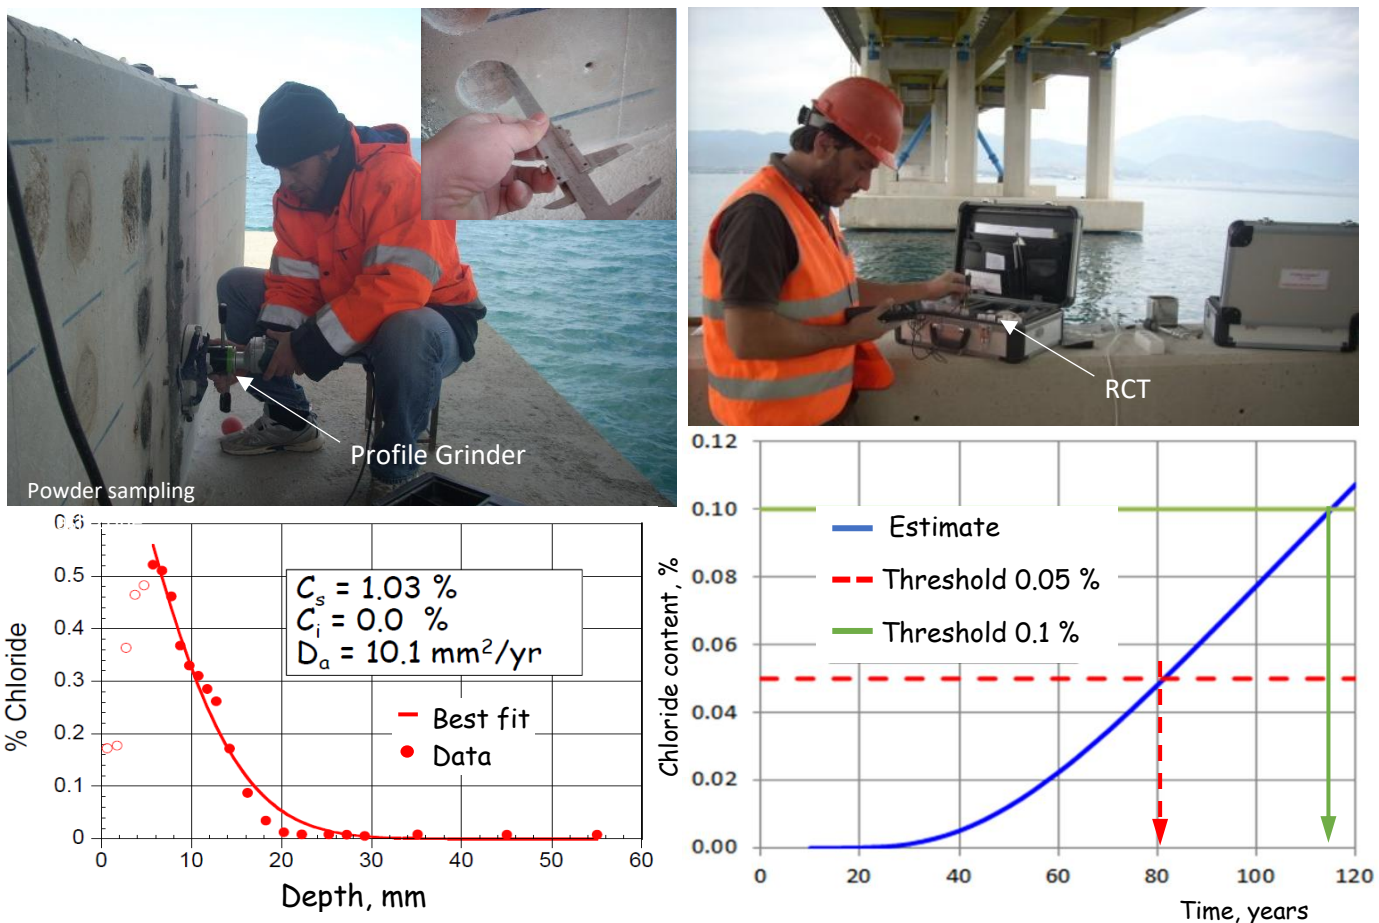 Profile Grinder
Powder sampling
RCT
0.6
0.5
0.4
0.3
0.2
0.1
0
% Chloride
Cₛ = 1.03 %
Cᵢ = 0.0 %
Dₐ = 10.1 mm²/yr
Best fit
Data
0 10 20 30 40 50 60
Depth, mm
0.12
0.10
0.08
0.06
0.04
0.02
0.00
Chloride content, %
Estimate
Threshold 0.05 %
Threshold 0.1 %
0 20 40 60 80 100 120
Time, years